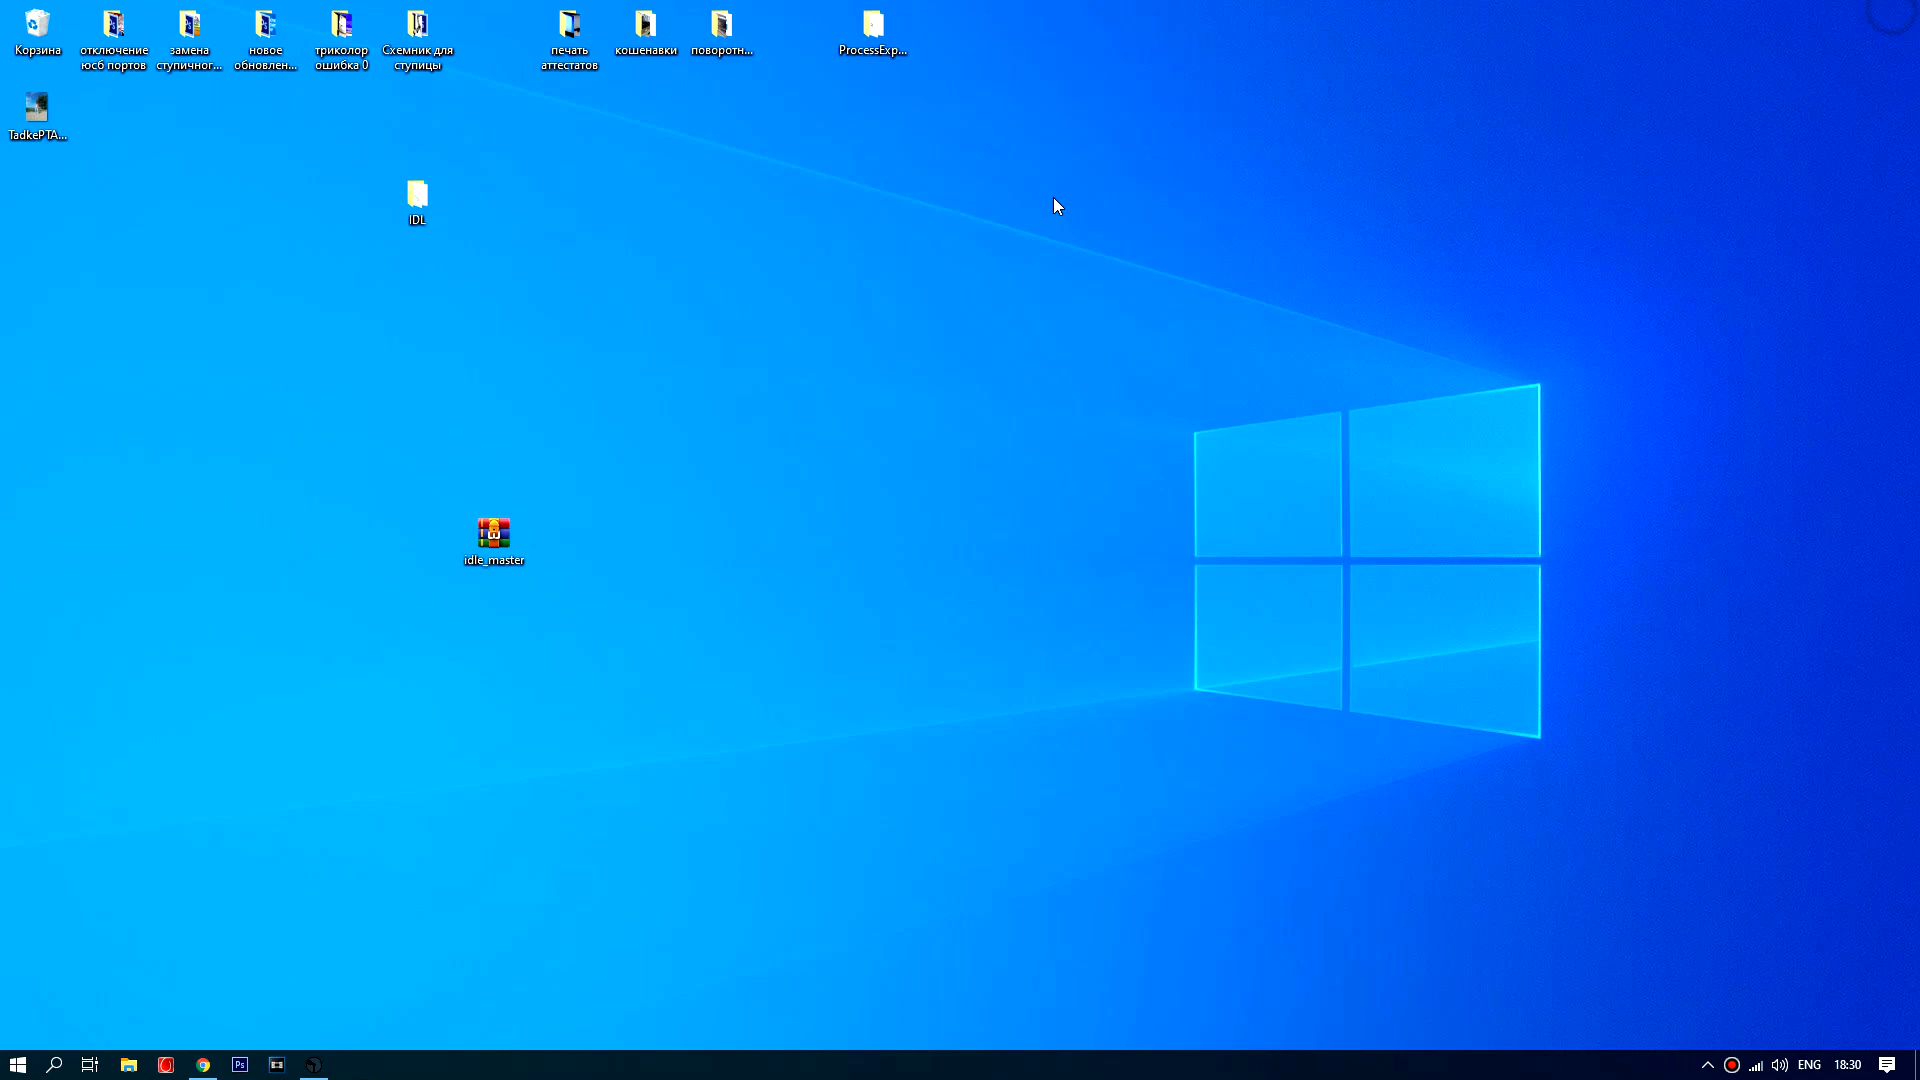 Корзина
отключение
юсб портов
замена
ступичног...
новое
обновлен...
триколор
ошибка 0
Схемник для
ступицы
печать
аттестатов
кошенавки
поворотн...
ProcessExp...
TadkePTA...
IDL
idle_master
Ps
ENG
18:30